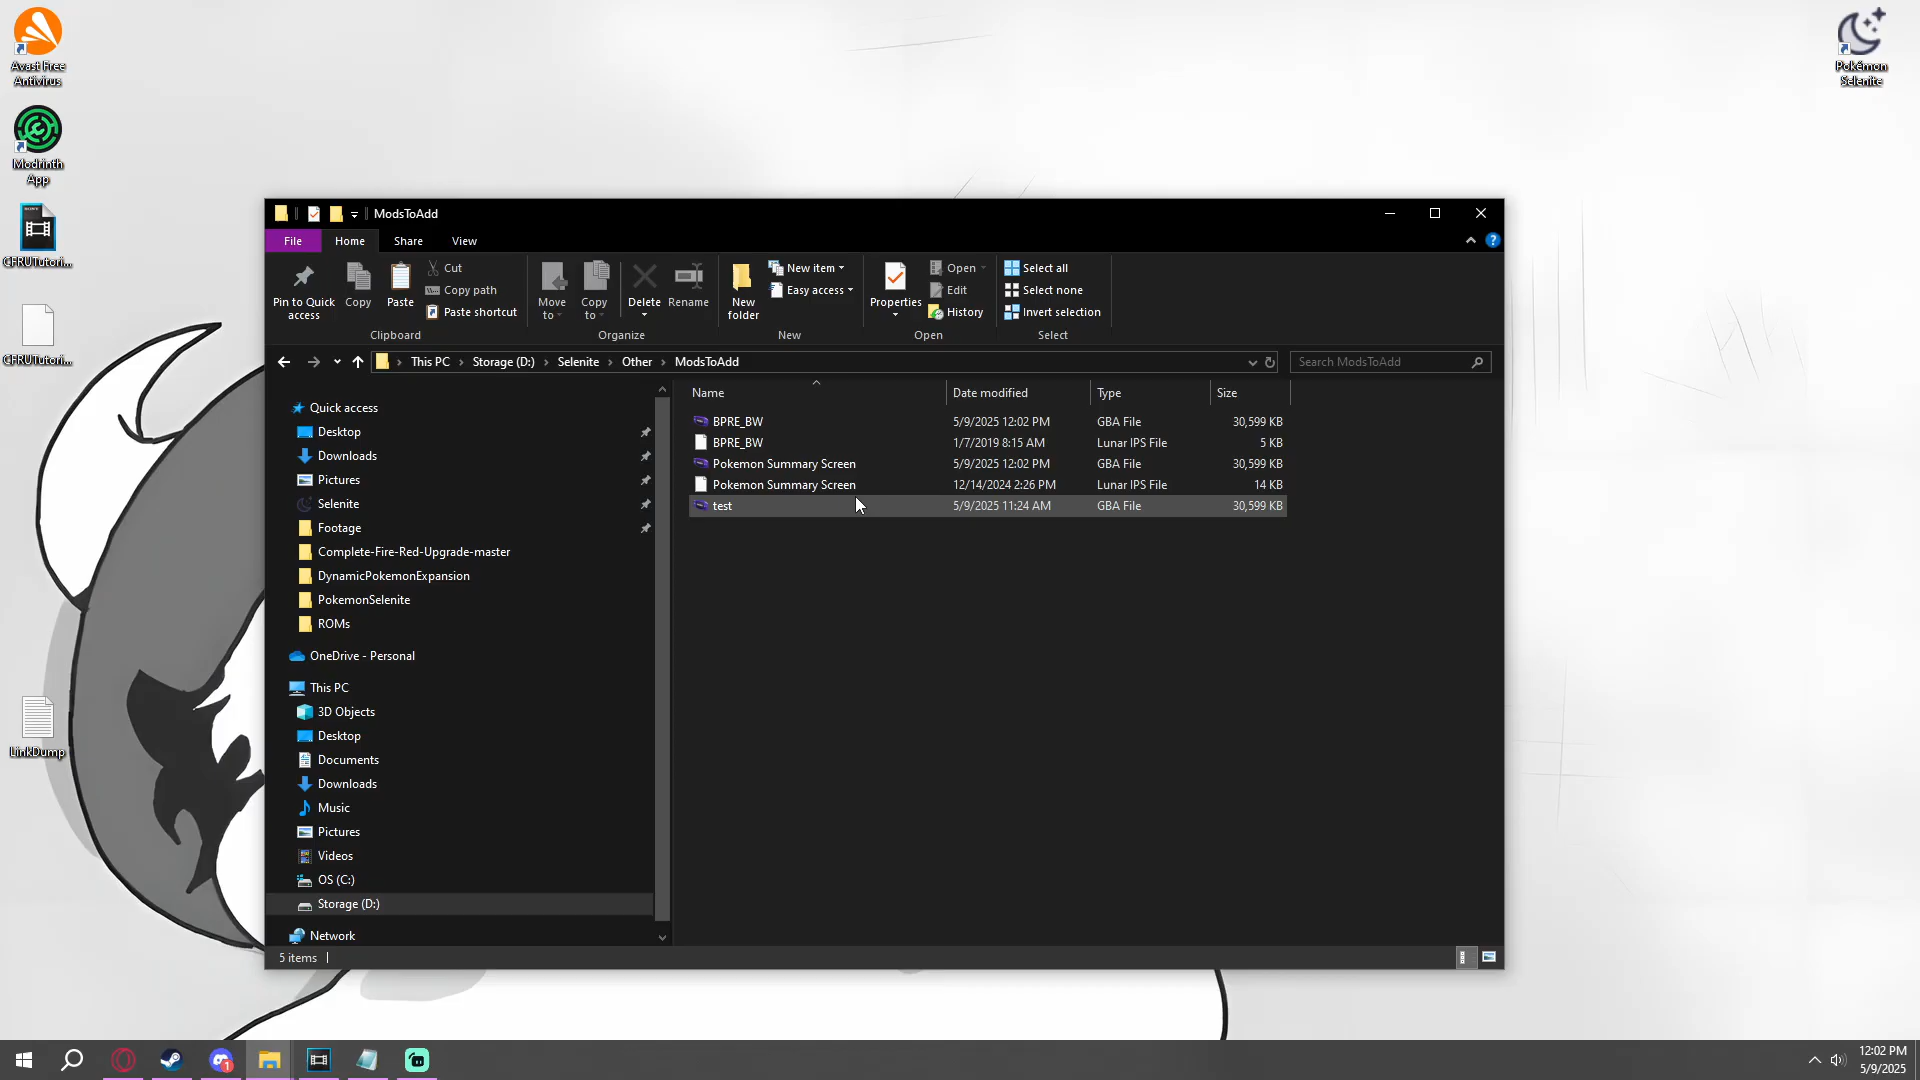 Avast Free
Antivirus
Modrinth
App
CFRUTutori...
CFRUTutori...
LinkDump
Pokémon
Selenite
ModsToAdd
File
Home
Share
View
Pin to Quick
access
Copy
Paste
Cut
Copy path
Paste shortcut
Clipboard
Move
to
Copy
to
Delete
Rename
Organize
New
folder
New item
Easy access
New
Properties
Open
Edit
History
Open
Select all
Select none
Invert selection
Select
This PC
Storage (D:)
Selenite
Other
ModsToAdd
Search ModsToAdd
Quick access
Desktop
Downloads
Pictures
Selenite
Footage
Complete-Fire-Red-Upgrade-master
DynamicPokemonExpansion
PokemonSelenite
ROMs
OneDrive - Personal
This PC
3D Objects
Desktop
Documents
Downloads
Music
Pictures
Videos
OS (C:)
Storage (D:)
Network
Name Date modified Type Size
BPRE_BW 5/9/2025 12:02 PM GBA File 30,599 KB
BPRE_BW 1/7/2019 8:15 AM Lunar IPS File 5 KB
Pokemon Summary Screen 5/9/2025 12:02 PM GBA File 30,599 KB
Pokemon Summary Screen 12/14/2024 2:26 PM Lunar IPS File 14 KB
test 5/9/2025 11:24 AM GBA File 30,599 KB
5 items
1
12:02 PM
5/9/2025